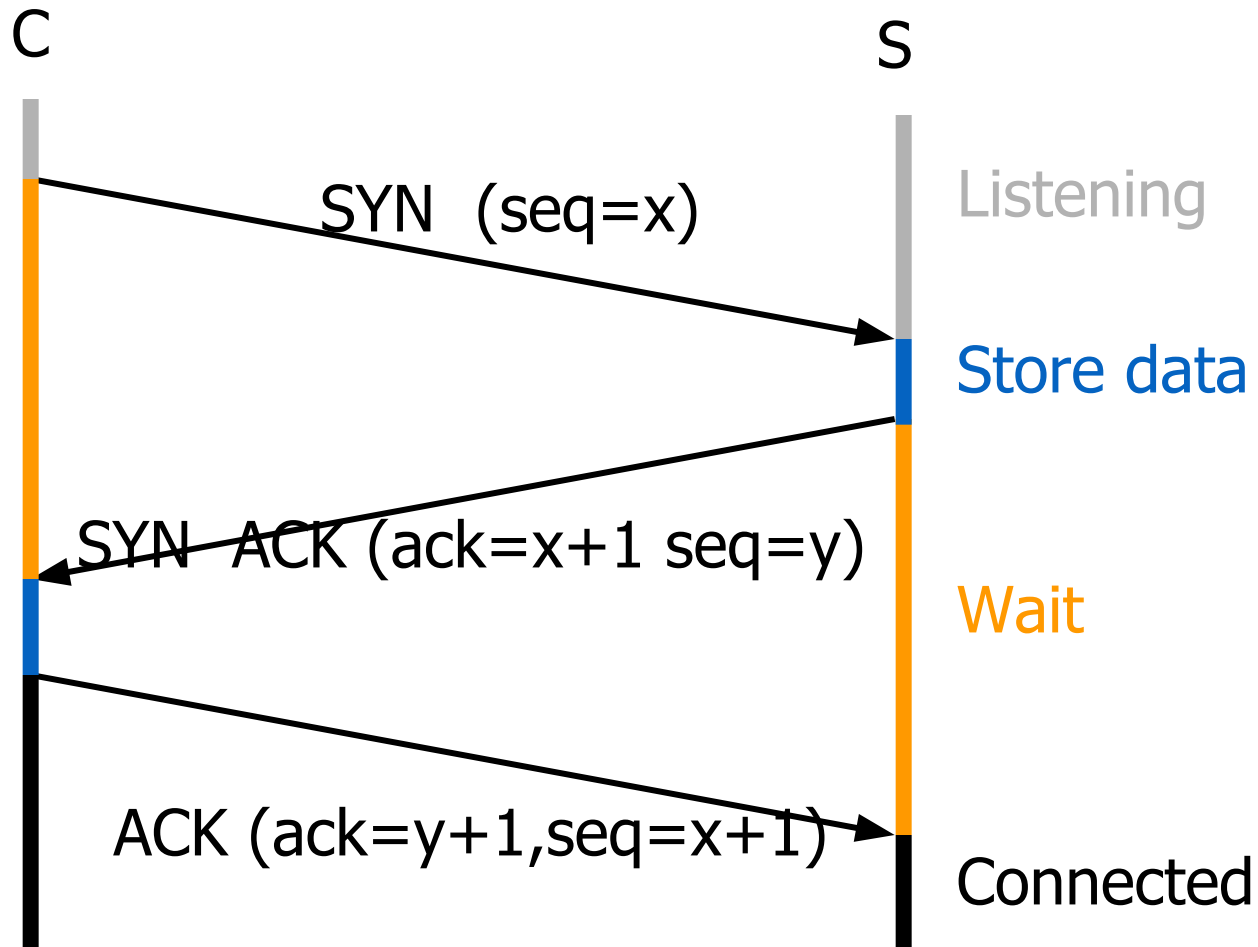 C
S
SYN (seq=x)
Listening
Store data
SYN ACK (ack=x+1 seq=y)
Wait
ACK (ack=y+1,seq=x+1)
Connected